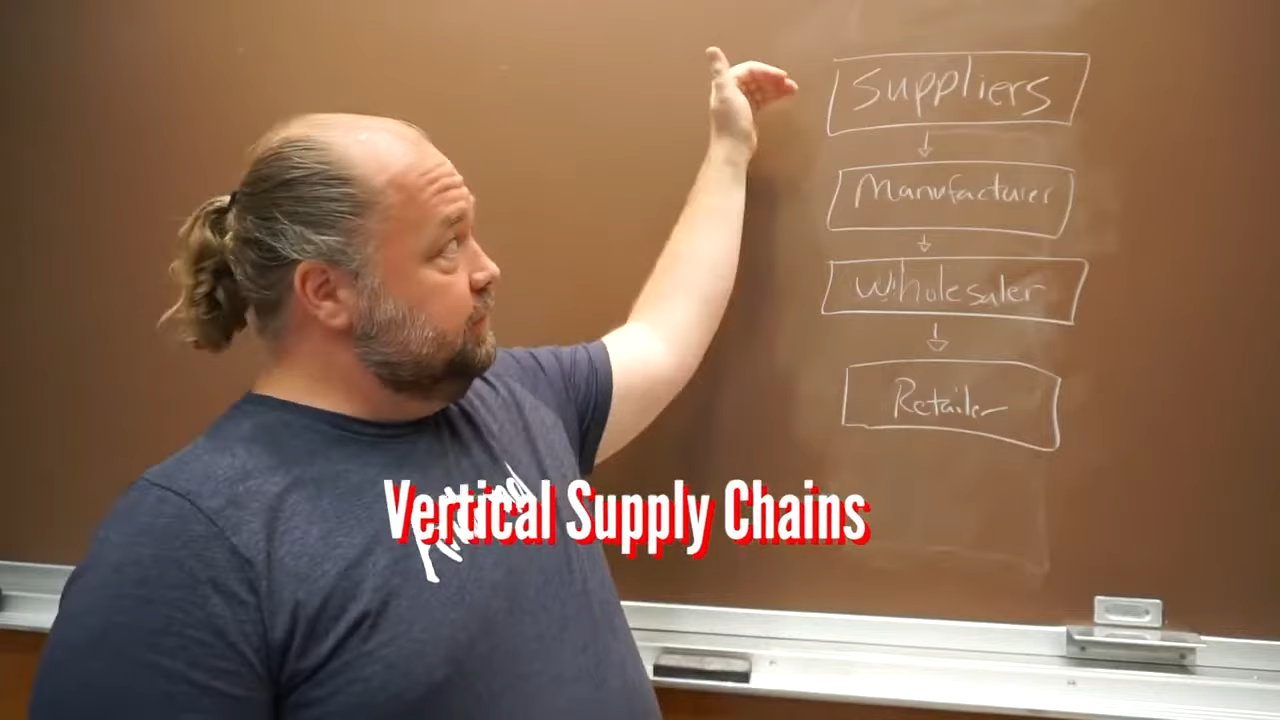 Suppliers
Manufacturer
Wholesaler
Retailer
Vertical Supply Chains